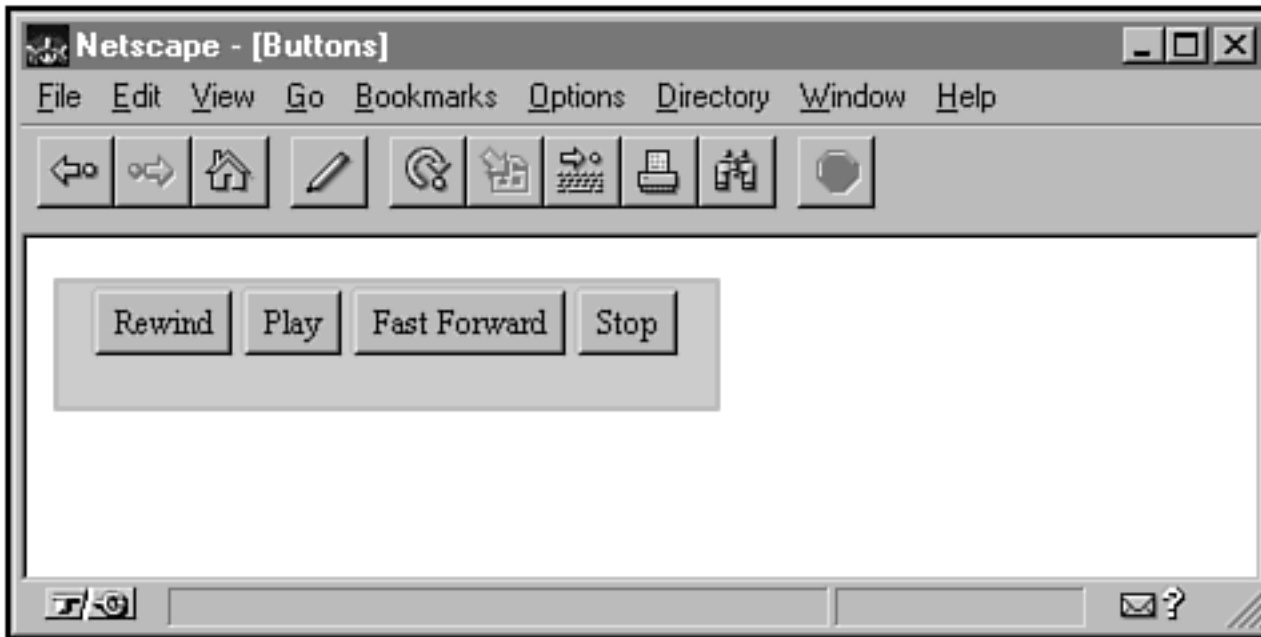 Netscape - [Buttons]
File Edit View Go Bookmarks Options Directory Window Help
Rewind Play Fast Forward Stop
?